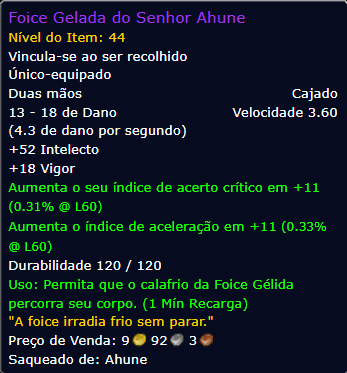 Foice Gelada do Senhor Ahune
Nível do Item: 44
Vincula-se ao ser recolhido
Único-equipado
Duas mãos Cajado
13 - 18 de Dano Velocidade 3.60
(4.3 de dano por segundo)
+52 Intelecto
+18 Vigor
Aumenta o seu índice de acerto crítico em +11
(0.31% @ L60)
Aumenta o índice de aceleração em +11 (0.33%
@ L60)
Durabilidade 120 / 120
Uso: Permita que o calafrio da Foice Gélida
percorra seu corpo. (1 Mín Recarga)
"A foice irradia frio sem parar."
Preço de Venda: 9 92 3
Saqueado de: Ahune